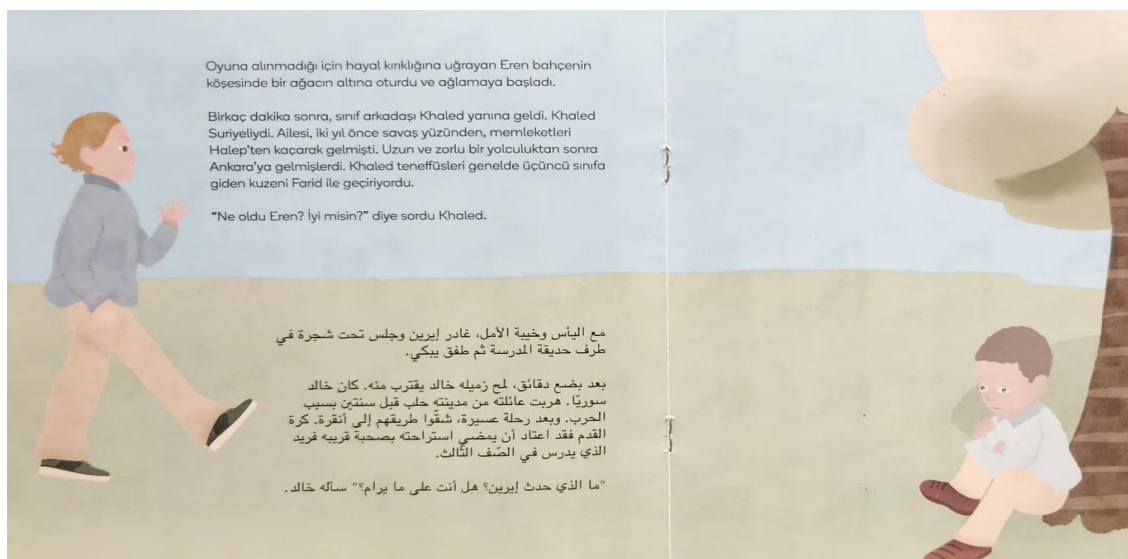 Oyuna alınmadığı için hayal kırıklığına uğrayan Eren bahçenin
köşesinde bir ağacın altına oturdu ve ağlamaya başladı.
Birkaç dakika sonra, sınıf arkadaşı Khaled yanına geldi. Khaled
Suriyeliydi. Ailesi, iki yıl önce savaş yüzünden, memleketleri
Halep’ten kaçarak gelmişti. Uzun ve zorlu bir yolculuktan sonra
Ankara’ya gelmişlerdi. Khaled teneffüsleri genelde üçüncü sınıfa
giden kuzeni Farid ile geçiriyordu.
“Ne oldu Eren? İyi misin?” diye sordu Khaled.
مع اليأس وخيبة الأمل، غادر إيرين وجلس تحت شجرة في
طرف حديقة المدرسة ثم طفق يبكي.
بعد بضع دقائق، لمح زميله خالد يقترب منه. كان خالد
سوريًا. هربت عائلته من مدينته حلب قبل سنتين بسبب
الحرب. وبعد رحلة عسيرة، شقّوا طريقهم إلى أنقرة. كرة
القدم فقد اعتاد أن يمضي استراحته بصحبة قريبه فريد
الذي يدرس في الصّف الثالث.
”ما الذي حدث إيرين؟ هل أنت على ما يرام؟“ سأله خالد.